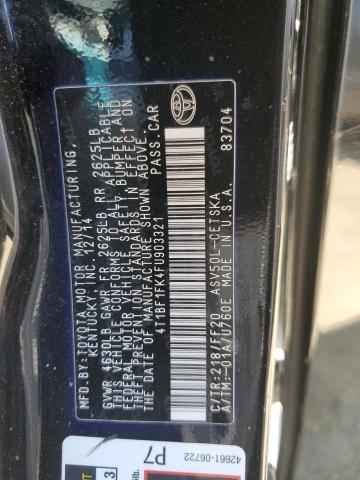 MFD.BY:TOYOTA MOTOR MANUFACTURING,
KENTUCKY, INC. 12/14
GVWR 4630LB GAWR FR 2625LB RR 2625LB
THIS VEHICLE CONFORMS TO ALL APPLICABLE
FEDERAL MOTOR VEHICLE SAFETY, BUMPER, AND
THEFT PREVENTION STANDARDS IN EFFECT ON
THE DATE OF MANUFACTURE SHOWN ABOVE.
4T1BF1FK4FU903321 PASS.CAR
C/TR:218/FF20 ASV50L-CETSKA
A/TM:-01A/U760E MADE IN U.S.A.
83704
TOYOTA
42661-06722
P7